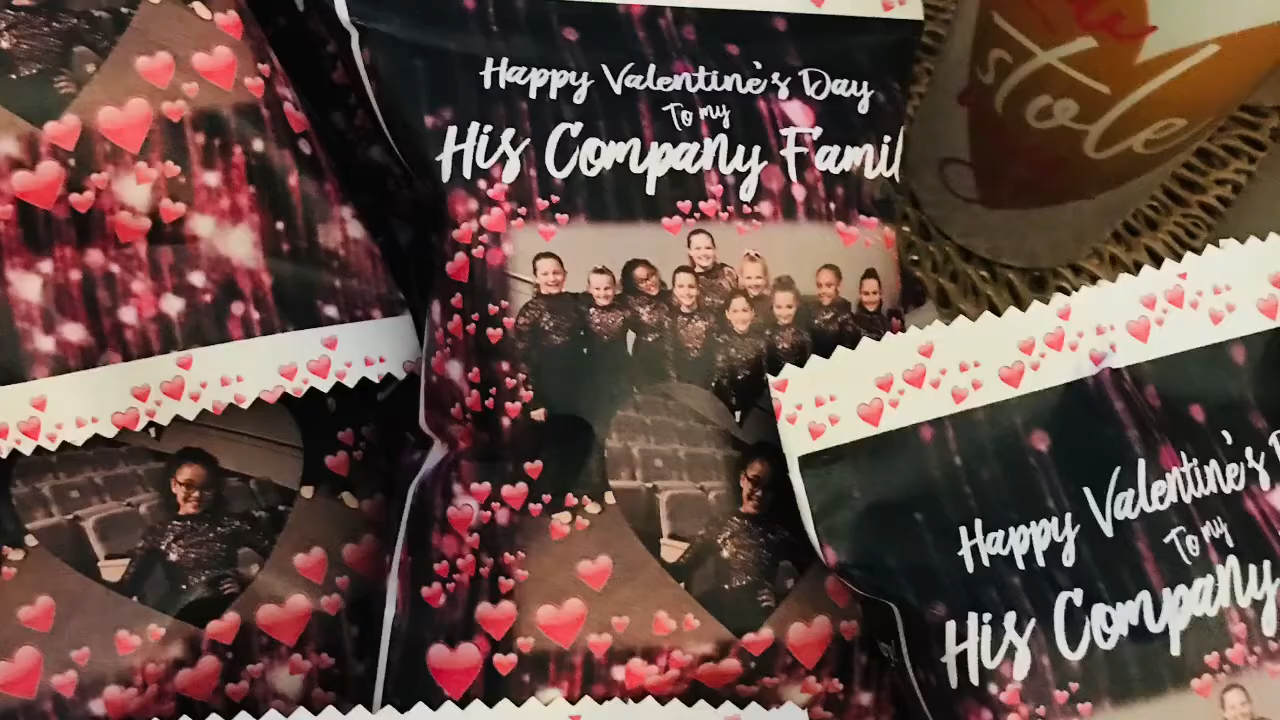 Happy Valentine's Day
To my
His Company Famil
stole
Happy Valentine's
To my
His Company